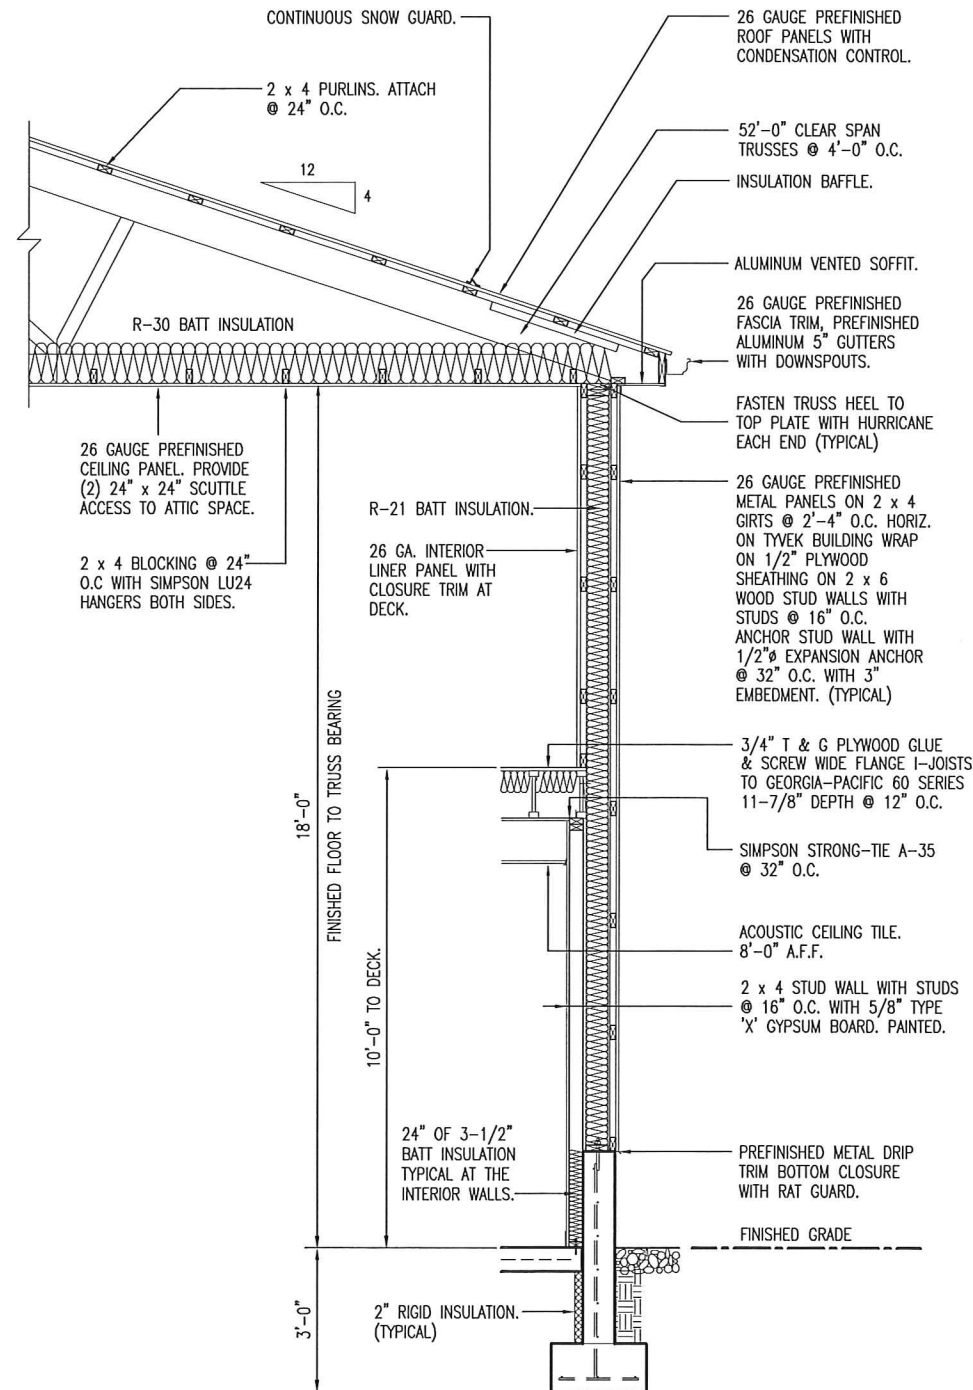 CONTINUOUS SNOW GUARD.
26 GAUGE PREFINISHED
ROOF PANELS WITH
CONDENSATION CONTROL.
2 x 4 PURLINS. ATTACH
@ 24" O.C.
52'-0" CLEAR SPAN
TRUSSES @ 4'-0" O.C.
12
4
INSULATION BAFFLE.
ALUMINUM VENTED SOFFIT.
R-30 BATT INSULATION
26 GAUGE PREFINISHED
FASCIA TRIM, PREFINISHED
ALUMINUM 5" GUTTERS
WITH DOWNSPOUTS.
FASTEN TRUSS HEEL TO
TOP PLATE WITH HURRICANE
EACH END (TYPICAL)
26 GAUGE PREFINISHED
CEILING PANEL. PROVIDE
(2) 24" x 24" SCUTTLE
ACCESS TO ATTIC SPACE.
R-21 BATT INSULATION.
26 GAUGE PREFINISHED
METAL PANELS ON 2 x 4
GIRTS @ 2'-4" O.C. HORIZ.
ON TYVEK BUILDING WRAP
ON 1/2" PLYWOOD
SHEATHING ON 2 x 6
WOOD STUD WALLS WITH
STUDS @ 16" O.C.
ANCHOR STUD WALL WITH
1/2"ø EXPANSION ANCHOR
@ 32" O.C. WITH 3"
EMBEDMENT. (TYPICAL)
2 x 4 BLOCKING @ 24"
O.C WITH SIMPSON LU24
HANGERS BOTH SIDES.
26 GA. INTERIOR
LINER PANEL WITH
CLOSURE TRIM AT
DECK.
18'-0"
FINISHED FLOOR TO TRUSS BEARING
3/4" T & G PLYWOOD GLUE
& SCREW WIDE FLANGE I-JOISTS
TO GEORGIA-PACIFIC 60 SERIES
11-7/8" DEPTH @ 12" O.C.
SIMPSON STRONG-TIE A-35
@ 32" O.C.
ACOUSTIC CEILING TILE.
8'-0" A.F.F.
10'-0" TO DECK.
2 x 4 STUD WALL WITH STUDS
@ 16" O.C. WITH 5/8" TYPE
'X' GYPSUM BOARD. PAINTED.
24" OF 3-1/2"
BATT INSULATION
TYPICAL AT THE
INTERIOR WALLS.
PREFINISHED METAL DRIP
TRIM BOTTOM CLOSURE
WITH RAT GUARD.
FINISHED GRADE
3'-0"
2" RIGID INSULATION.
(TYPICAL)